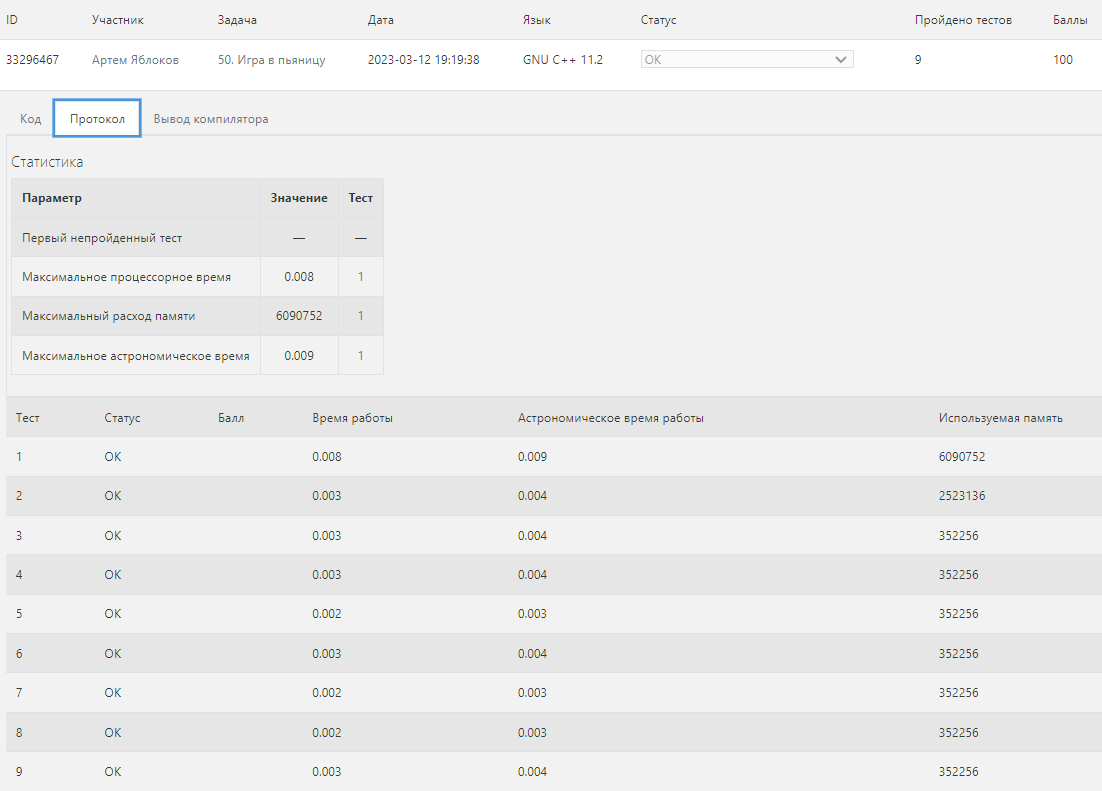 ID Участник Задача Дата Язык Статус Пройдено тестов Баллы
33296467 Артем Яблоков 50. Игра в пьяницу 2023-03-12 19:19:38 GNU C++ 11.2 OK 9 100
Код Протокол Вывод компилятора
Статистика
Параметр Значение Тест
Первый непройденный тест — —
Максимальное процессорное время 0.008 1
Максимальный расход памяти 6090752 1
Максимальное астрономическое время 0.009 1
Тест Статус Балл Время работы Астрономическое время работы Используемая память
1 OK 0.008 0.009 6090752
2 OK 0.003 0.004 2523136
3 OK 0.003 0.004 352256
4 OK 0.003 0.004 352256
5 OK 0.002 0.003 352256
6 OK 0.003 0.004 352256
7 OK 0.002 0.003 352256
8 OK 0.002 0.003 352256
9 OK 0.003 0.004 352256